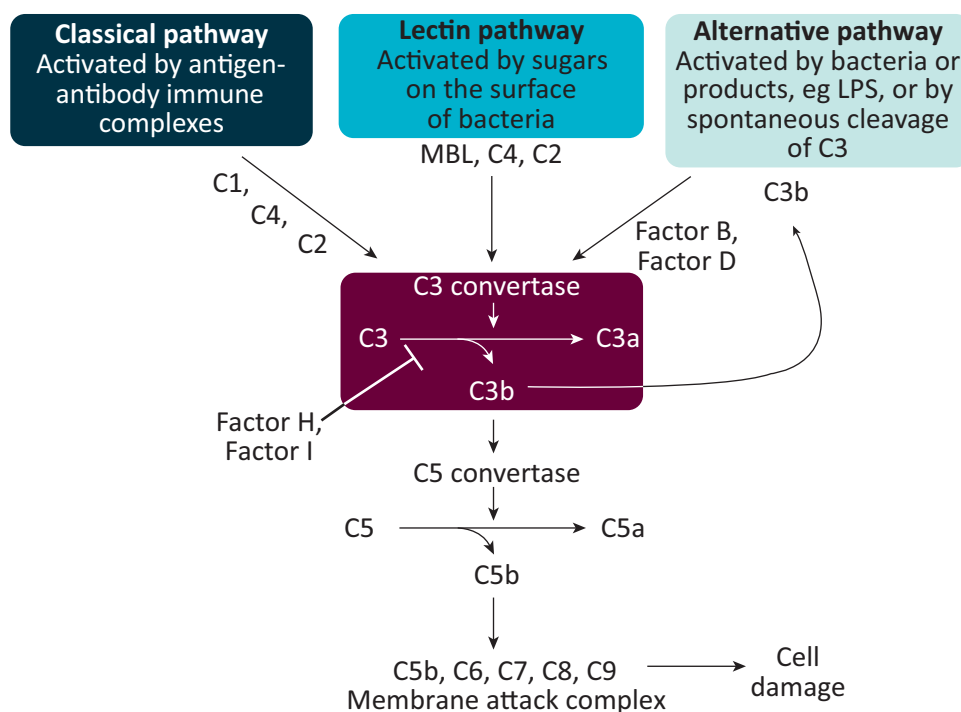 Classical pathway
Activated by antigen-
antibody immune
complexes
Lectin pathway
Activated by sugars
on the surface
of bacteria
Alternative pathway
Activated by bacteria or
products, eg LPS, or by
spontaneous cleavage
of C3
MBL, C4, C2
C1,
C4,
C2
C3b
Factor B,
Factor D
C3 convertase
C3
C3a
C3b
Factor H,
Factor I
C5 convertase
C5
C5a
C5b
C5b, C6, C7, C8, C9
Membrane attack complex
Cell
damage